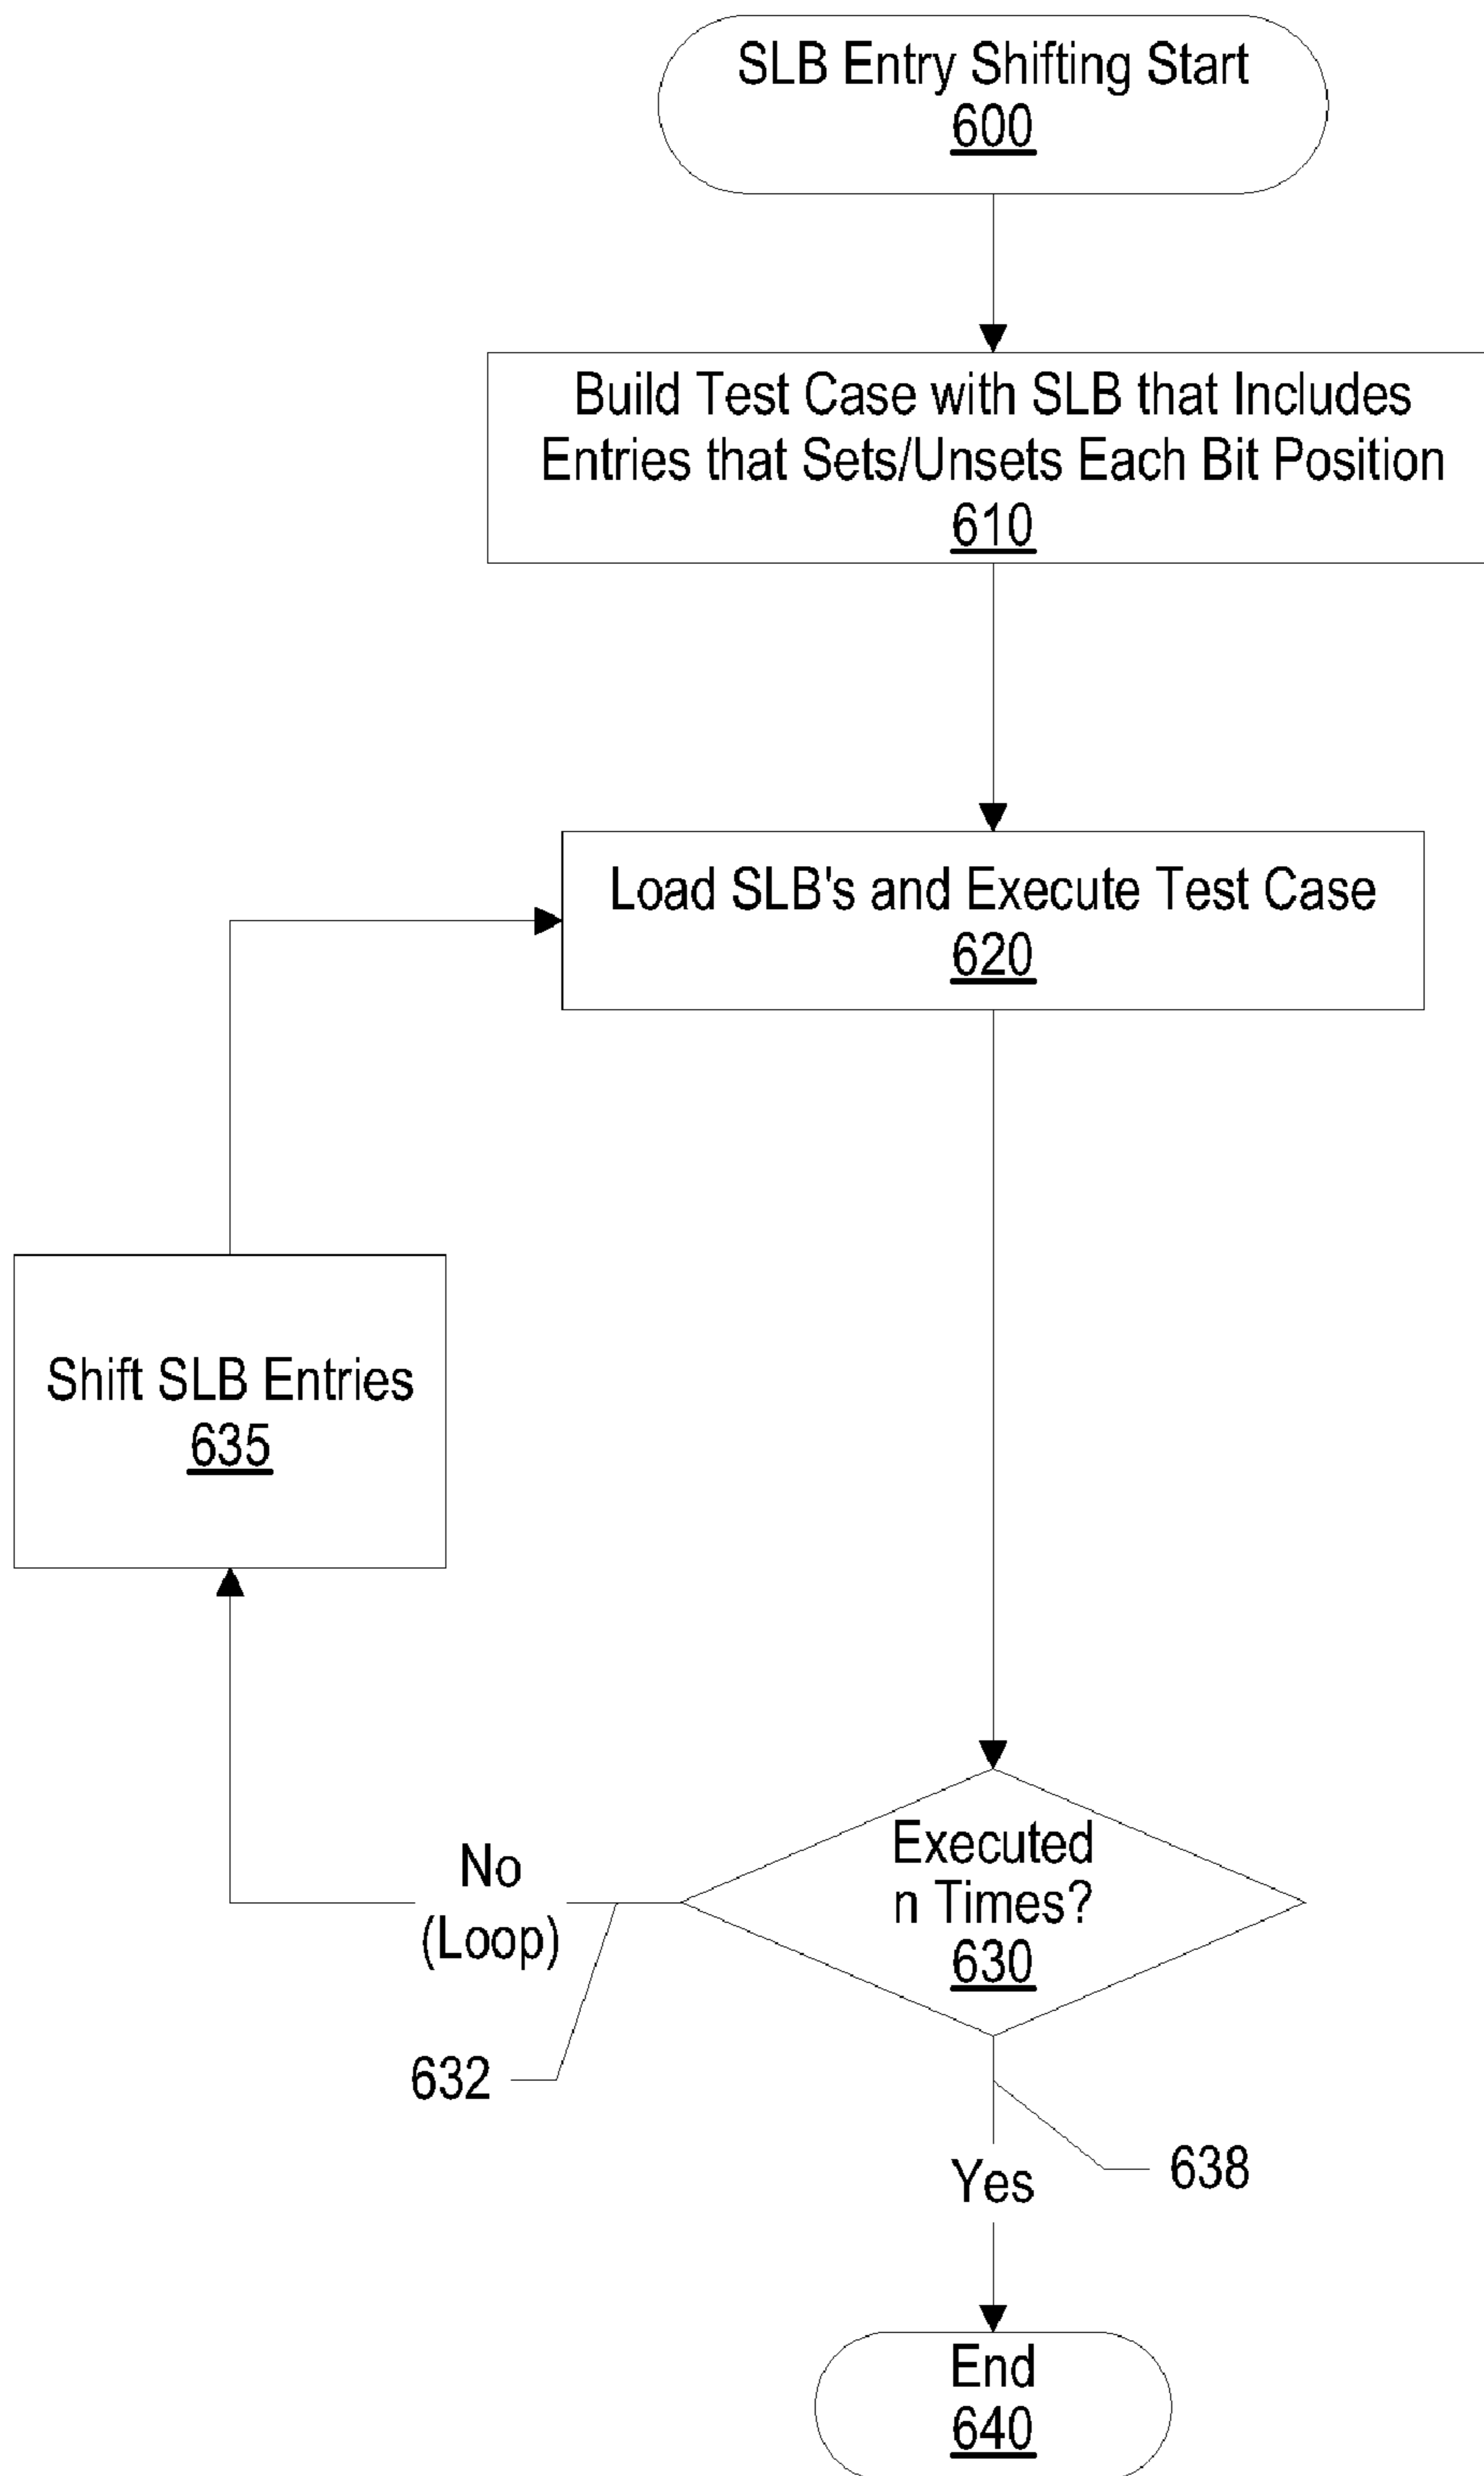 SLB Entry Shifting Start
600
Build Test Case with SLB that Includes
Entries that Sets/Unsets Each Bit Position
610
Load SLB's and Execute Test Case
620
Shift SLB Entries
635
Executed
n Times?
630
No
(Loop)
632
638
Yes
End
640